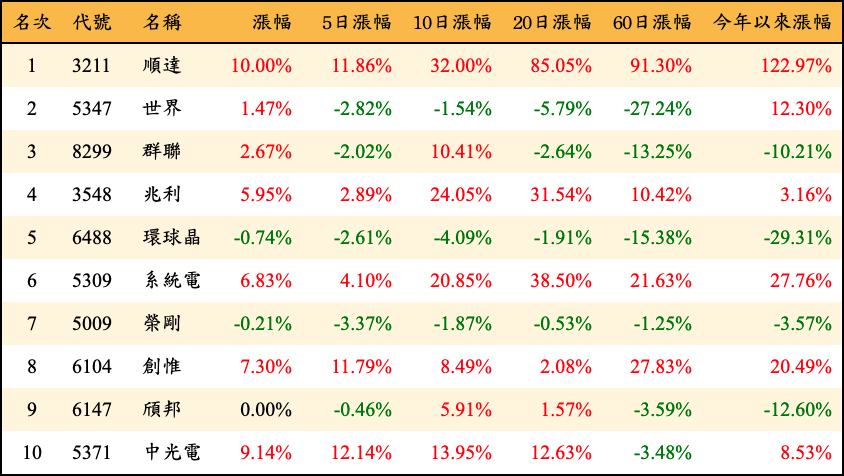 名次 代號 名稱 漲幅 5日漲幅 10日漲幅 20日漲幅 60日漲幅 今年以來漲幅
1 3211 順達 10.00% 11.86% 32.00% 85.05% 91.30% 122.97%
2 5347 世界 1.47% -2.82% -1.54% -5.79% -27.24% 12.30%
3 8299 群聯 2.67% -2.02% 10.41% -2.64% -13.25% -10.21%
4 3548 兆利 5.95% 2.89% 24.05% 31.54% 10.42% 3.16%
5 6488 環球晶 -0.74% -2.61% -4.09% -1.91% -15.38% -29.31%
6 5309 系統電 6.83% 4.10% 20.85% 38.50% 21.63% 27.76%
7 5009 榮剛 -0.21% -3.37% -1.87% -0.53% -1.25% -3.57%
8 6104 創惟 7.30% 11.79% 8.49% 2.08% 27.83% 20.49%
9 6147 頎邦 0.00% -0.46% 5.91% 1.57% -3.59% -12.60%
10 5371 中光電 9.14% 12.14% 13.95% 12.63% -3.48% 8.53%